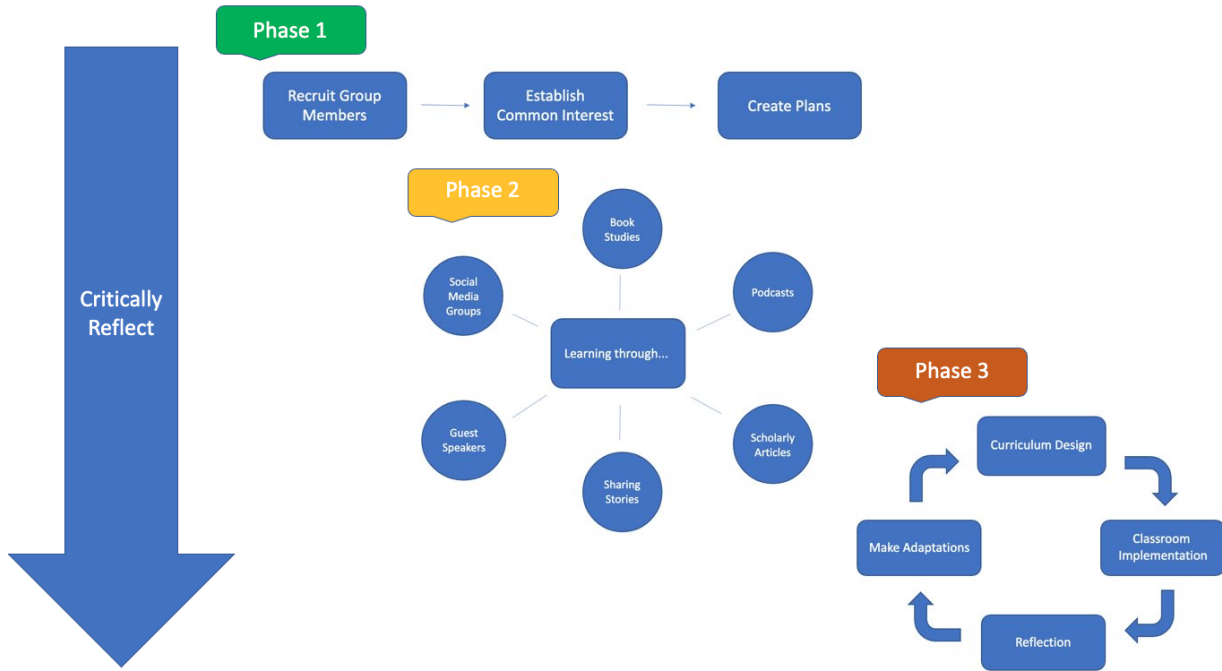 Phase 1
Recruit Group
Members
Establish
Common Interest
Create Plans
Critically
Reflect
Phase 2
Book
Studies
Social
Media
Groups
Podcasts
Learning through...
Guest
Speakers
Scholarly
Articles
Sharing
Stories
Phase 3
Curriculum Design
Make Adaptations
Classroom
Implementation
Reflection